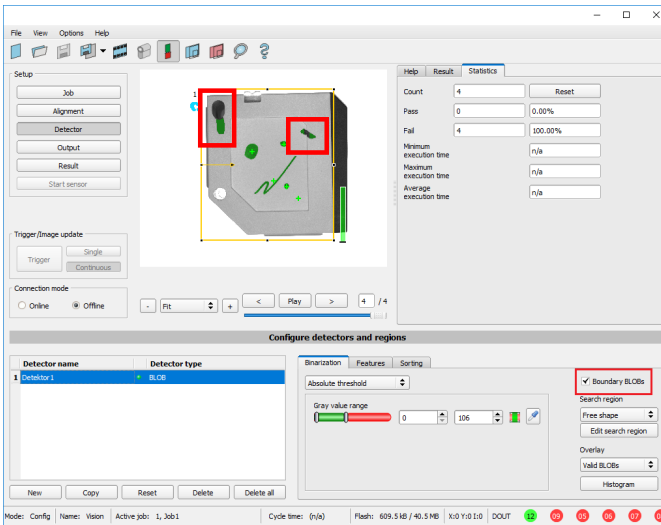 File View Options Help
Setup
Job
Alignment
Detector
Output
Result
Start sensor
Trigger/Image update
Trigger
Single
Continuous
Connection mode
Online Offline
1
- Fit + < Play > 4 /4
Help Result Statistics
Count 4 Reset
Pass 0 0.00%
Fail 4 100.00%
Minimum
execution time n/a
Maximum
execution time n/a
Average
execution time n/a
Configure detectors and regions
Detector name Detector type
1 Detektor1 BLOB
New Copy Reset Delete Delete all
Binarization Features Sorting
Absolute threshold
Gray value range
0 106
Boundary BLOBs
Search region
Free shape
Edit search region
Overlay
Valid BLOBs
Histogram
Mode: Config Name: Vision Active job: 1, Job1 Cycle time: (n/a) Flash: 609.5 kB / 40.5 MB X:0 Y:0 I:0 DOUT 12 09 05 06 07